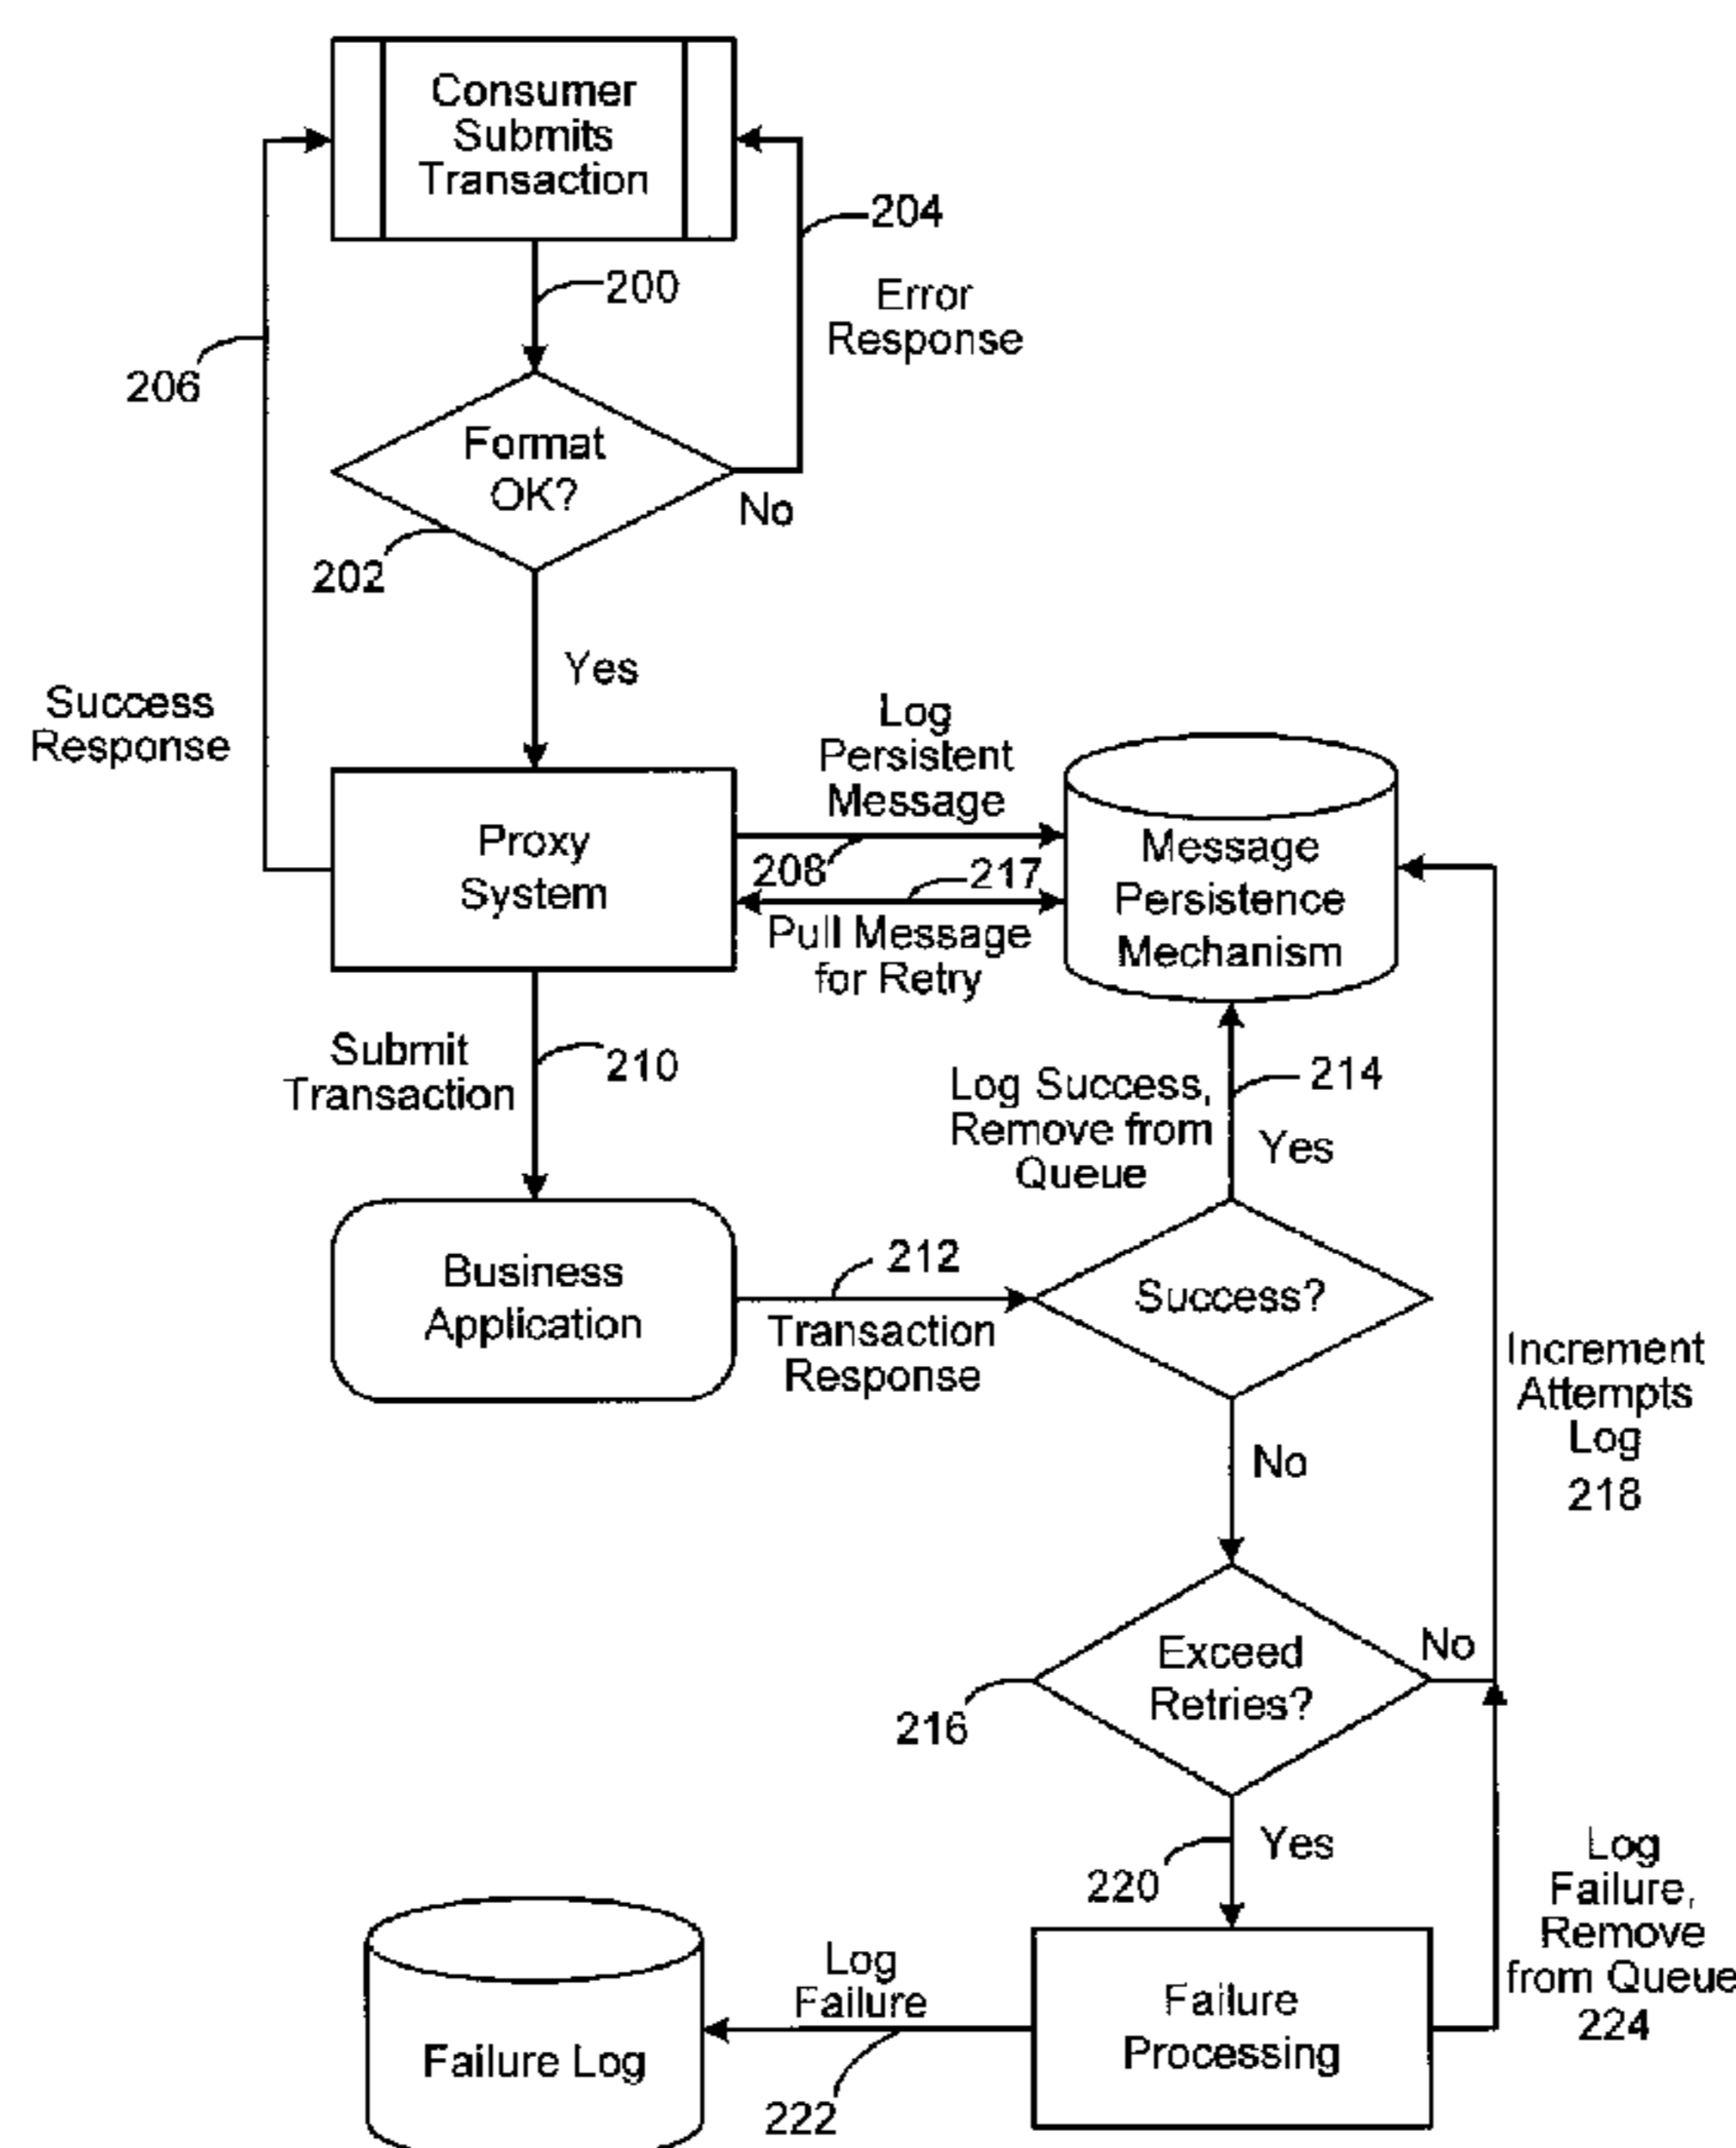 Consumer
Submits
Transaction
204
200
Error
Response
206
Format
OK?
No
202
Yes
Success
Response
Log
Persistent
Message
Proxy
System
208
217
Pull Message
for Retry
Message
Persistence
Mechanism
Submit
Transaction
210
Log Success,
Remove from
Queue
214
Yes
Business
Application
212
Transaction
Response
Success?
Increment
Attempts
Log
218
No
Exceed
Retries?
No
216
220
Yes
Log
Failure,
Remove
from Queue
224
Failure Log
Log
Failure
222
Failure
Processing